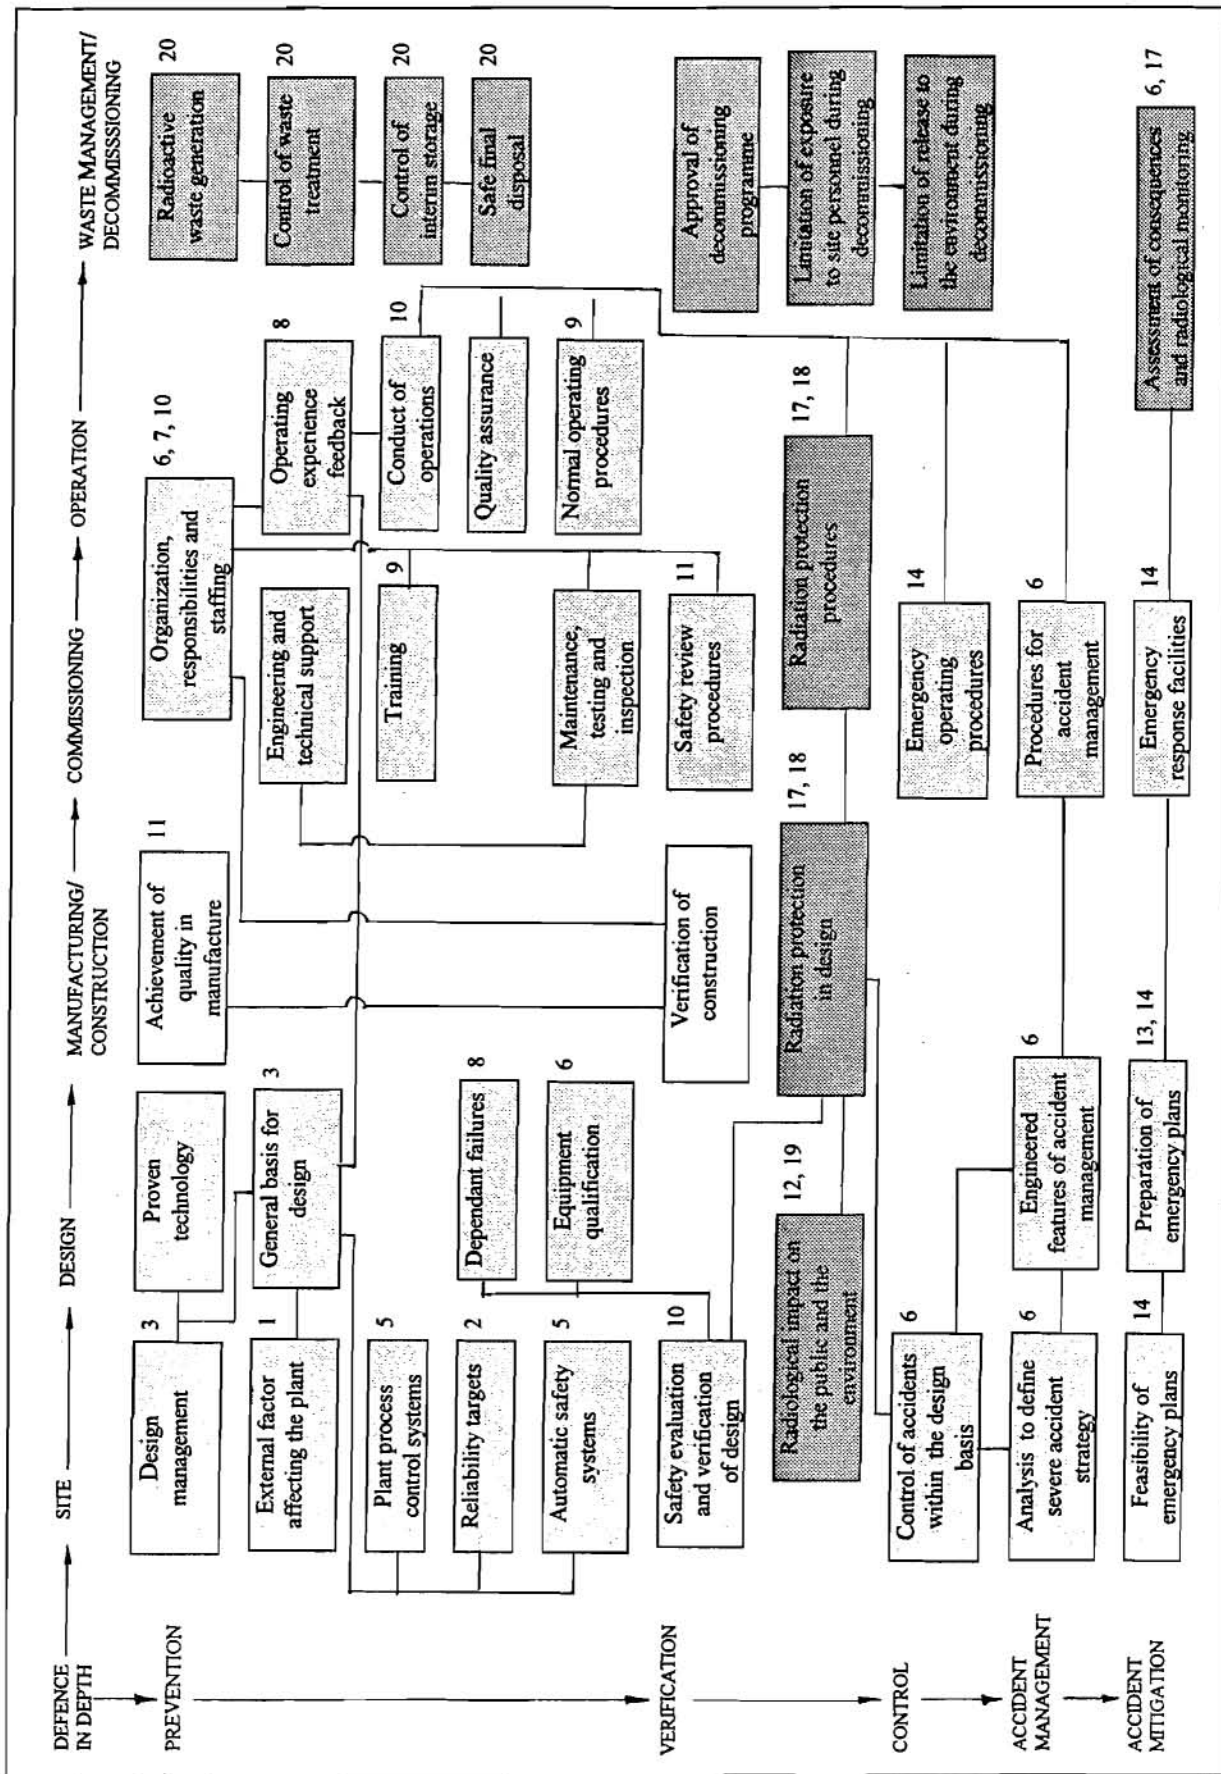 DEFENCE
IN DEPTH
SITE
DESIGN
MANUFACTURING/
CONSTRUCTION
COMMISSIONING
OPERATION
WASTE MANAGEMENT/
DECOMMISSIONING
PREVENTION
3
Design
management
Proven
technology
11
Achievement of
quality in
manufacture
6, 7, 10
Organization,
responsibilities and
staffing
20
Radioactive
waste generation
1
External factor
affecting the plant
3
General basis for
design
Engineering and
technical support
8
Operating
experience
feedback
20
Control of waste
treatment
5
Plant process
control systems
9
Training
10
Conduct of
operations
20
Control of
interim storage
2
Reliability targets
8
Dependant failures
Quality assurance
20
Safe final
disposal
5
Automatic safety
systems
6
Equipment
qualification
Maintenance,
testing and
inspection
9
Normal operating
procedures
VERIFICATION
10
Safety evaluation
and verification
of design
Verification of
construction
11
Safety review
procedures
Approval of
decommissioning
programme
12, 19
Radiological impact on
the public and the
environment
17, 18
Radiation protection
in design
17, 18
Radiation protection
procedures
Limitation of exposure
to site personel during
decommissioning
CONTROL
6
Control of accidents
within the design
basis
14
Emergency
operating
procedures
Limitation of release to
the environment during
decommissioning
ACCIDENT
MANAGEMENT
Analysis to define
severe accident
strategy
6
Engineered
features of accident
management
6
Procedures for
accident
management
ACCIDENT
MITIGATION
14
Feasibility of
emergency plans
13, 14
Preparation of
emergency plans
14
Emergency
response facilities
6, 17
Assessment of consequences
and radiological monitoring
6